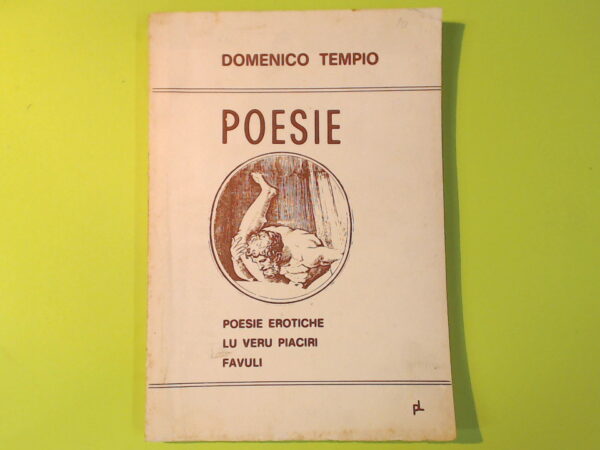 DOMENICO TEMPIO
POESIE
POESIE EROTICHE
LU VERU PIACIRI
FAVULI